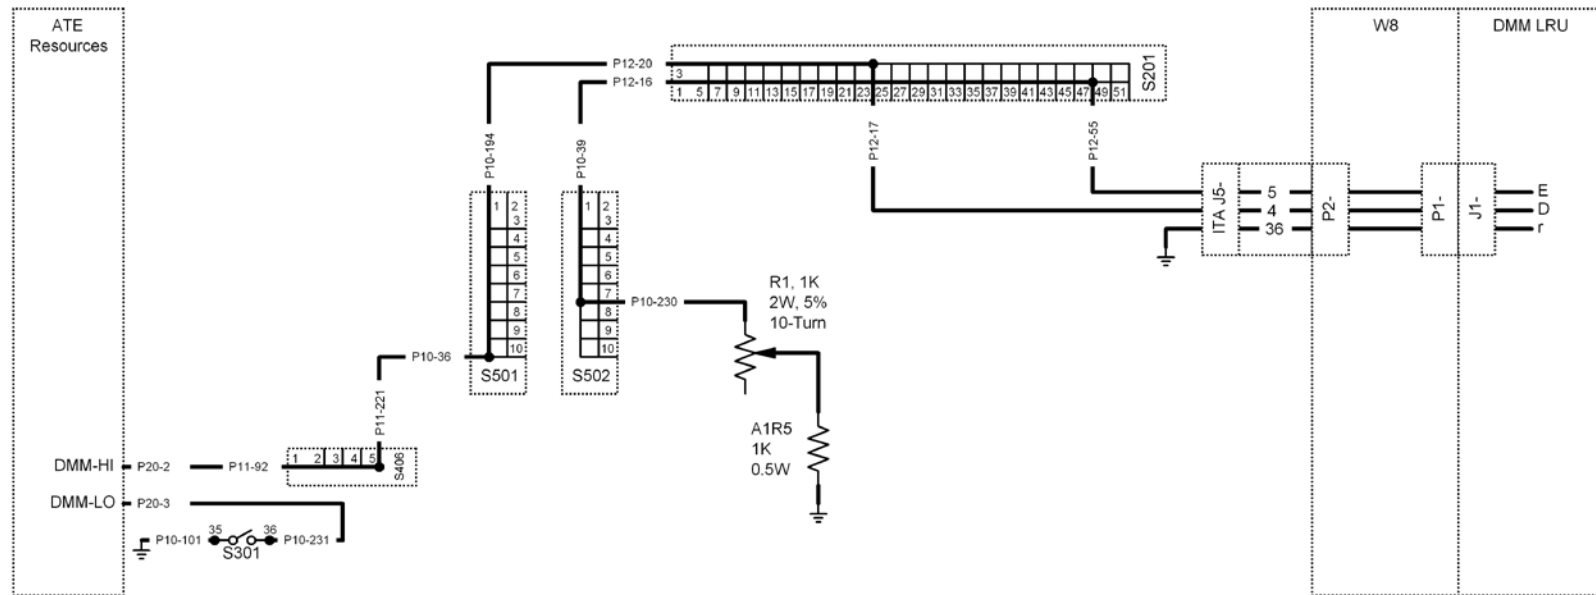 ATE
Resources
W8
DMM LRU
P12-20
P12-16
3
1 5 7 9 11 13 15 17 19 21 23 25 27 29 31 33 35 37 39 41 43 45 47 49 51
S201
P10-194
P10-39
P12-17
P12-55
1 2
3
4
5
6
7
8
9
10
S501
1 2
3
4
5
6
7
8
9
10
S502
ITA J5-
5
4
36
P2-
P1-
J1-
E
D
r
P10-230
R1, 1K
2W, 5%
10-Turn
P10-36
P11-221
A1R5
1K
0.5W
DMM-HI
P20-2
P11-92
1 2 3 4 5
S406
DMM-LO
P20-3
P10-101
35
36
S301
P10-231